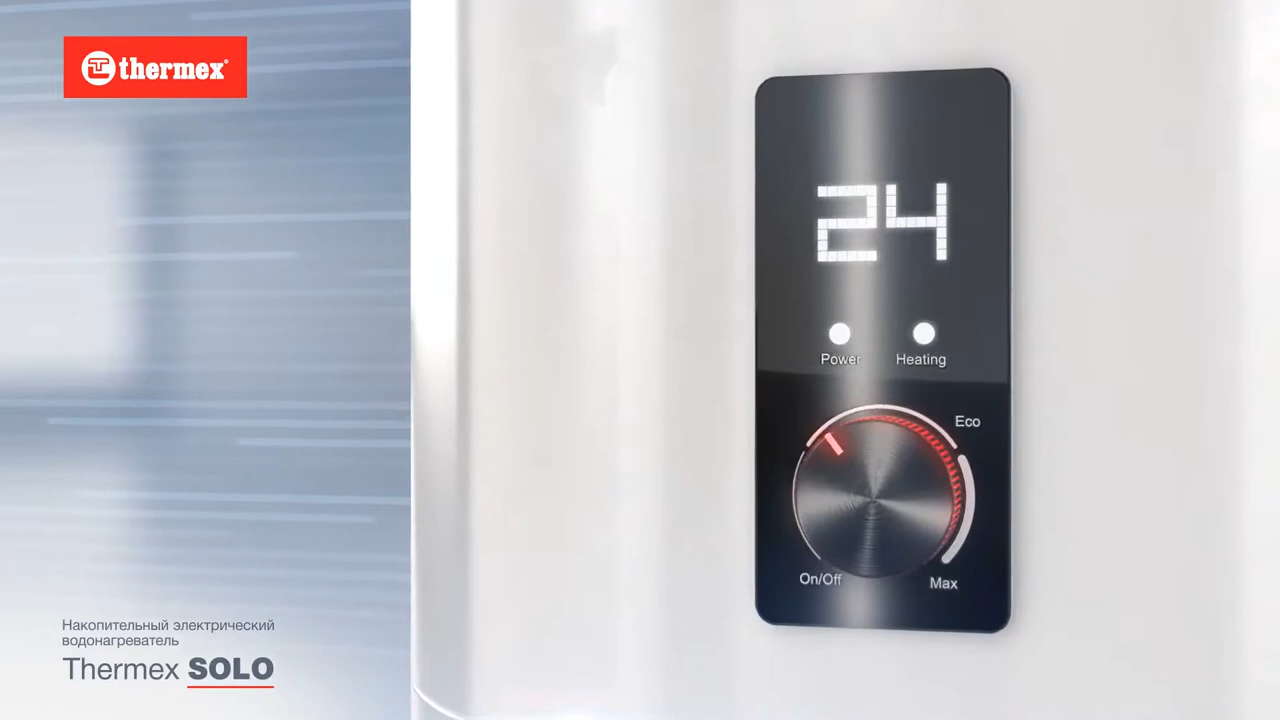 thermex
24
Power Heating
Eco
On/Off Max
Накопительный электрический
водонагреватель
Thermex SOLO